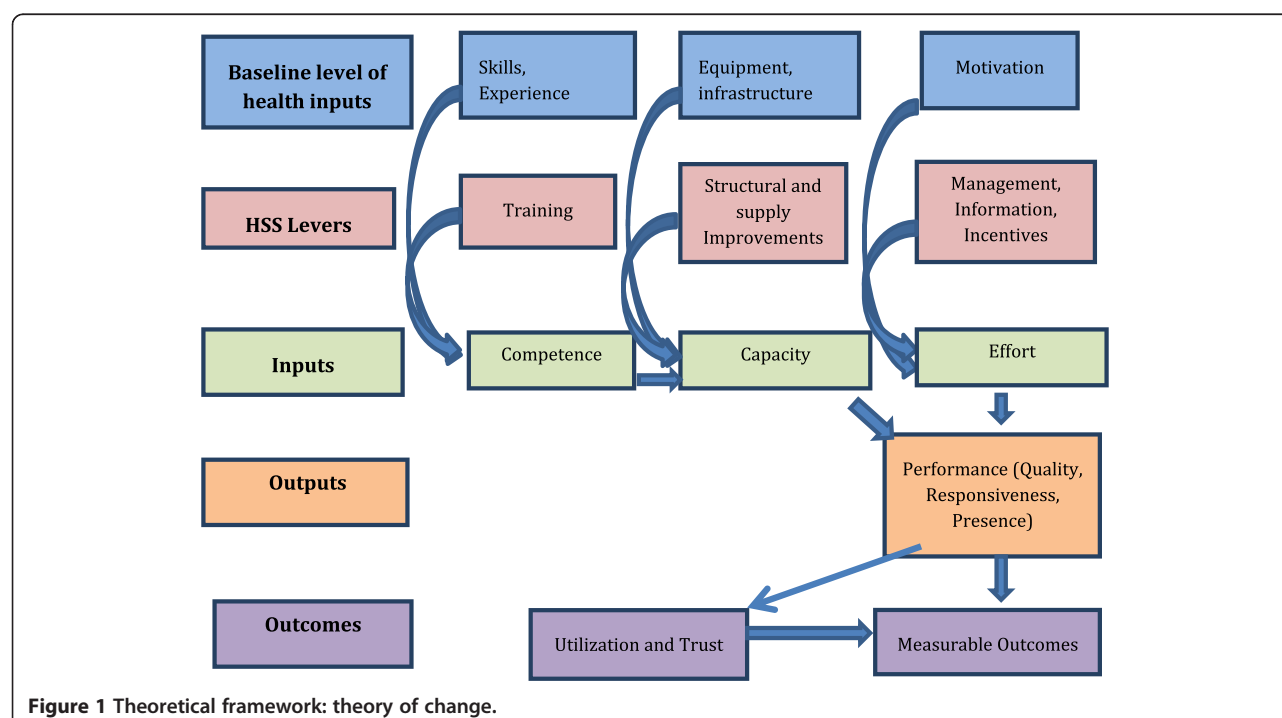 Baseline level of
health inputs
Skills,
Experience
Equipment,
infrastructure
Motivation
HSS Levers
Training
Structural and
supply
Improvements
Management,
Information,
Incentives
Inputs
Competence
Capacity
Effort
Outputs
Performance (Quality,
Responsiveness,
Presence)
Outcomes
Utilization and Trust
Measurable Outcomes
Figure 1 Theoretical framework: theory of change.